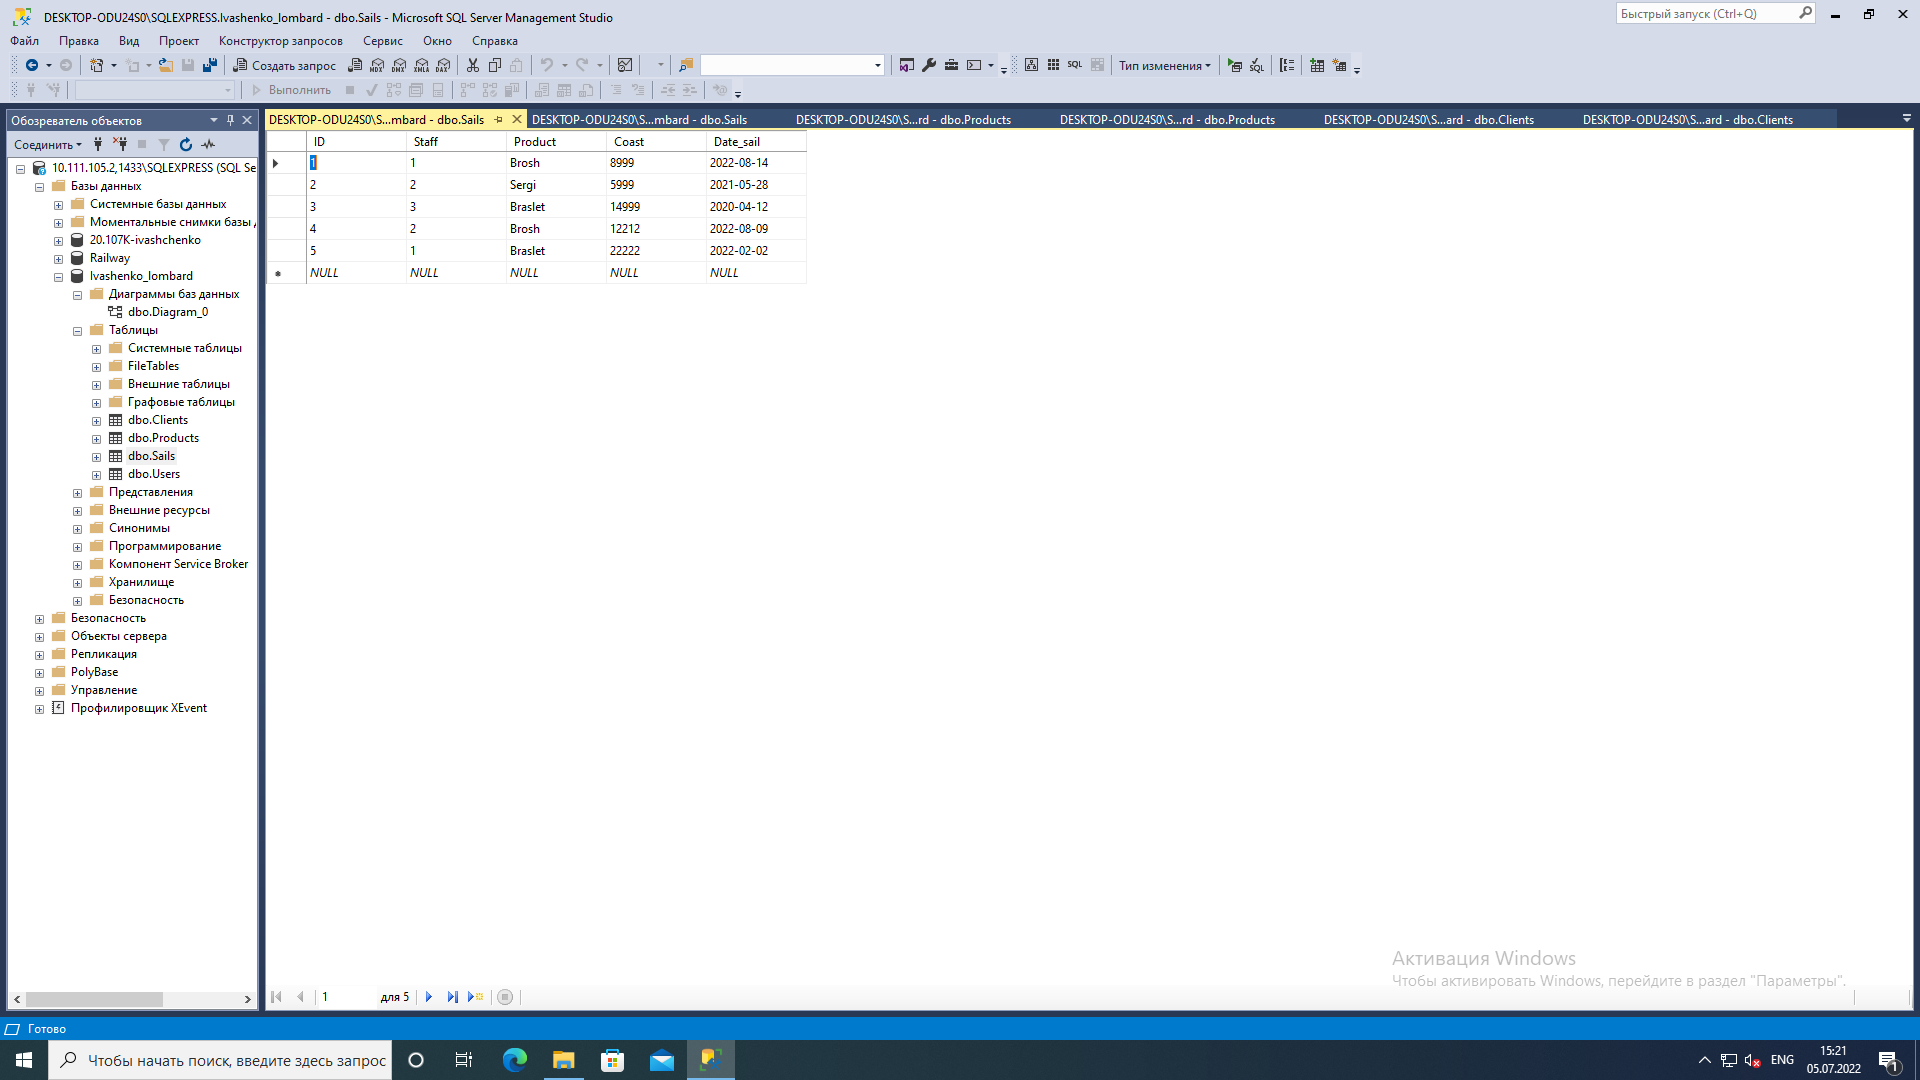 DESKTOP-ODU24S0\SQLEXPRESS.Ivashenko_lombard - dbo.Sails - Microsoft SQL Server Management Studio
Быстрый запуск (Ctrl+Q)
Файл Правка Вид Проект Конструктор запросов Сервис Окно Справка
Создать запрос MDX DMX XMLA DAX SQL Тип изменения SQL
Выполнить
Обозреватель объектов
DESKTOP-ODU24S0\S...mbard - dbo.Sails DESKTOP-ODU24S0\S...mbard - dbo.Sails DESKTOP-ODU24S0\S...rd - dbo.Products DESKTOP-ODU24S0\S...rd - dbo.Products DESKTOP-ODU24S0\S...ard - dbo.Clients DESKTOP-ODU24S0\S...ard - dbo.Clients
Соединить
10.111.105.2,1433\SQLEXPRESS (SQL Se
Базы данных
Системные базы данных
Моментальные снимки базы
20.107К-ivashchenko
Railway
Ivashenko_lombard
Диаграммы баз данных
dbo.Diagram_0
Таблицы
Системные таблицы
FileTables
Внешние таблицы
Графовые таблицы
dbo.Clients
dbo.Products
dbo.Sails
dbo.Users
Представления
Внешние ресурсы
Синонимы
Программирование
Компонент Service Broker
Хранилище
Безопасность
Безопасность
Объекты сервера
Репликация
PolyBase
Управление
Профилировщик XEvent
ID Staff Product Coast Date_sail
1 1 Brosh 8999 2022-08-14
2 2 Sergi 5999 2021-05-28
3 3 Braslet 14999 2020-04-12
4 2 Brosh 12212 2022-08-09
5 1 Braslet 22222 2022-02-02
NULL NULL NULL NULL NULL
Активация Windows
Чтобы активировать Windows, перейдите в раздел "Параметры".
1 для 5
Готово
Чтобы начать поиск, введите здесь запрос
ENG
15:21
05.07.2022
1